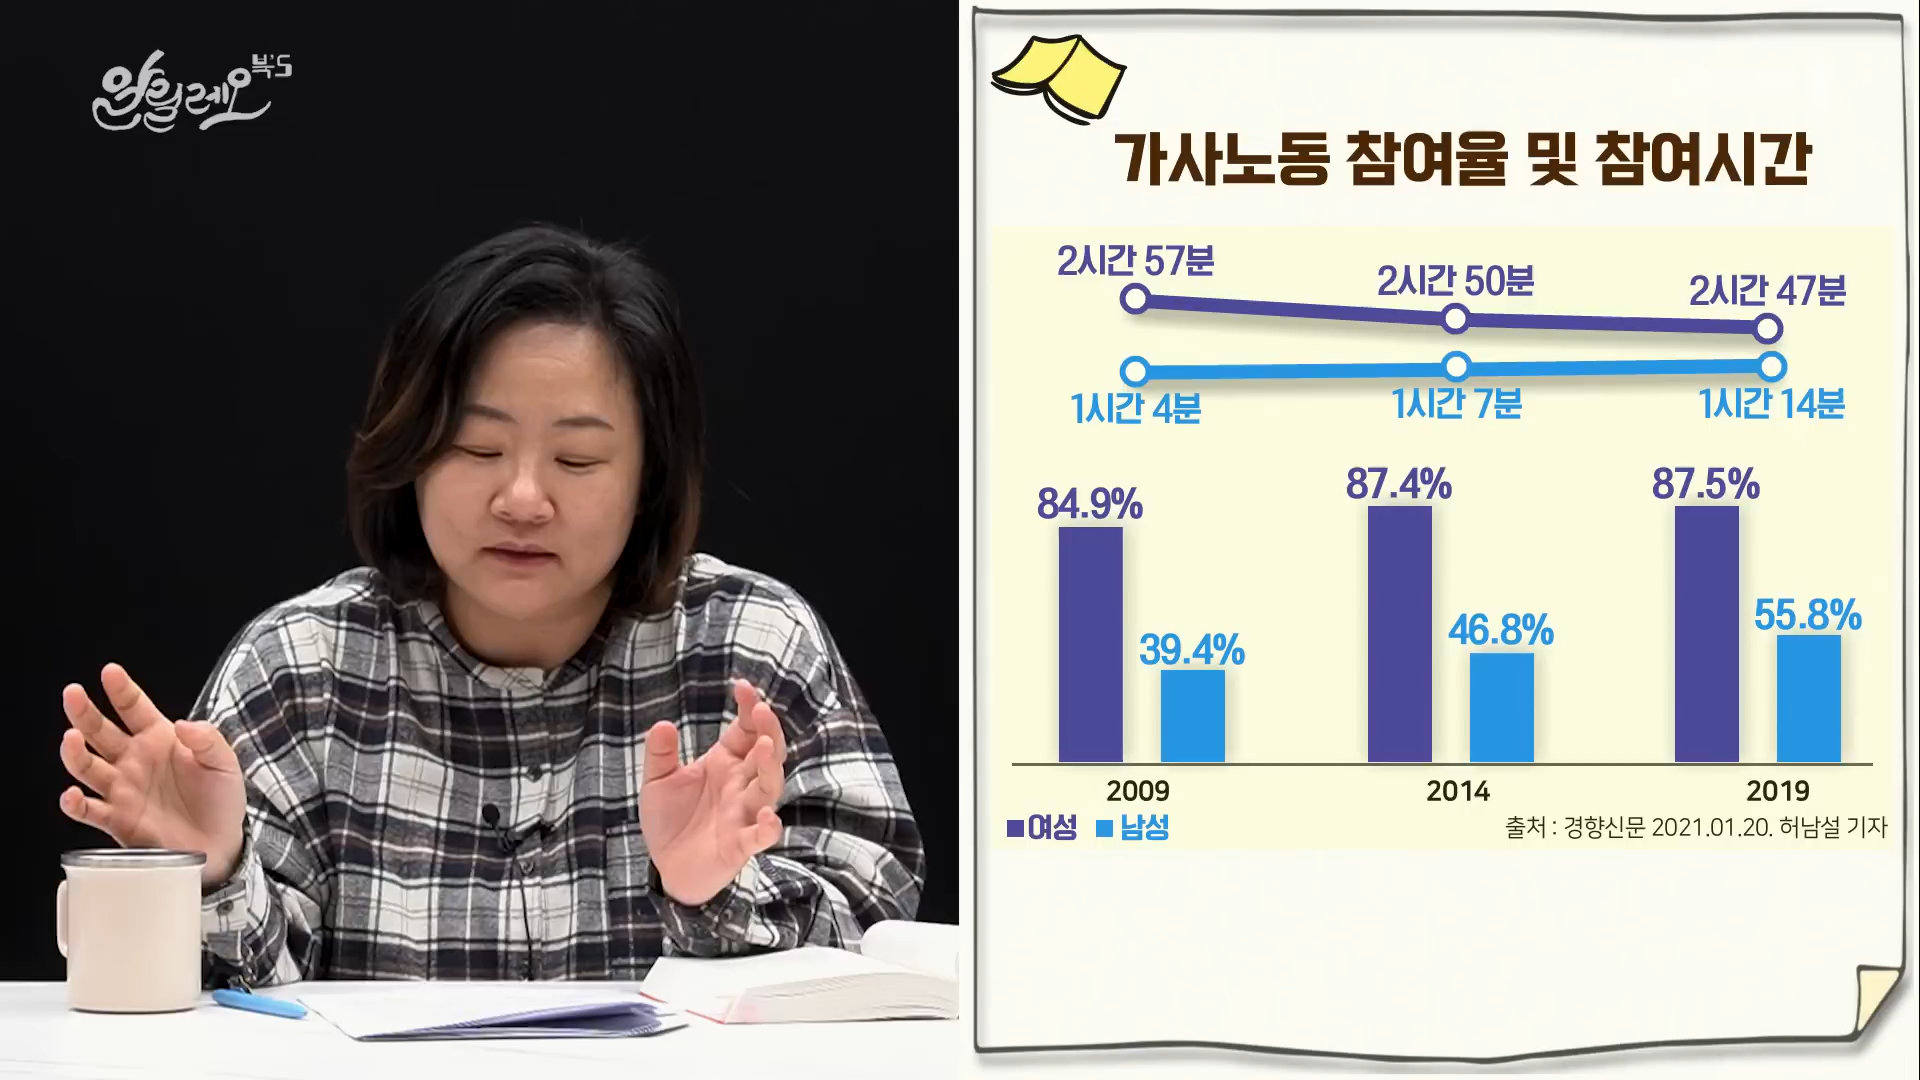 알릴레오 북's
가사노동 참여율 및 참여시간
2시간 57분
2시간 50분
2시간 47분
1시간 4분
1시간 7분
1시간 14분
84.9%
87.4%
87.5%
39.4%
46.8%
55.8%
2009
2014
2019
여성
남성
출처 : 경향신문 2021.01.20. 허남설 기자